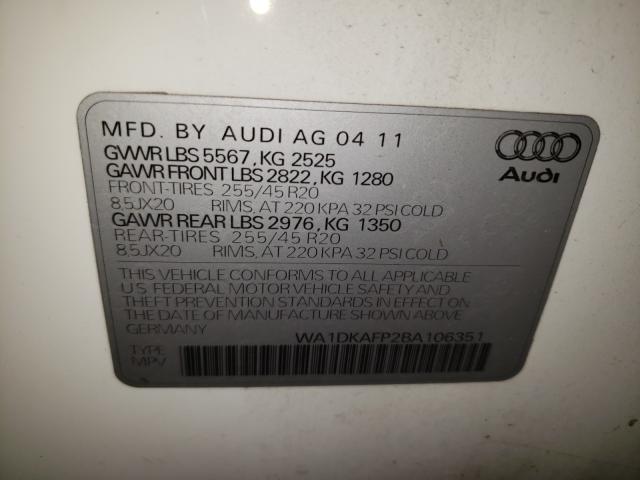 MFD. BY AUDI AG 04 11
GVWR LBS 5567, KG 2525
GAWR FRONT LBS 2822, KG 1280
FRONT-TIRES 255/45 R20
8.5JX20 RIMS, AT 220 KPA 32 PSI COLD
GAWR REAR LBS 2976, KG 1350
REAR-TIRES 255/45 R20
8.5JX20 RIMS, AT 220 KPA 32 PSI COLD
THIS VEHICLE CONFORMS TO ALL APPLICABLE
U.S. FEDERAL MOTOR VEHICLE SAFETY AND
THEFT PREVENTION STANDARDS IN EFFECT ON
THE DATE OF MANUFACTURE SHOWN ABOVE.
GERMANY WA1DKAFP2BA106351
TYPE
MPV
Audi